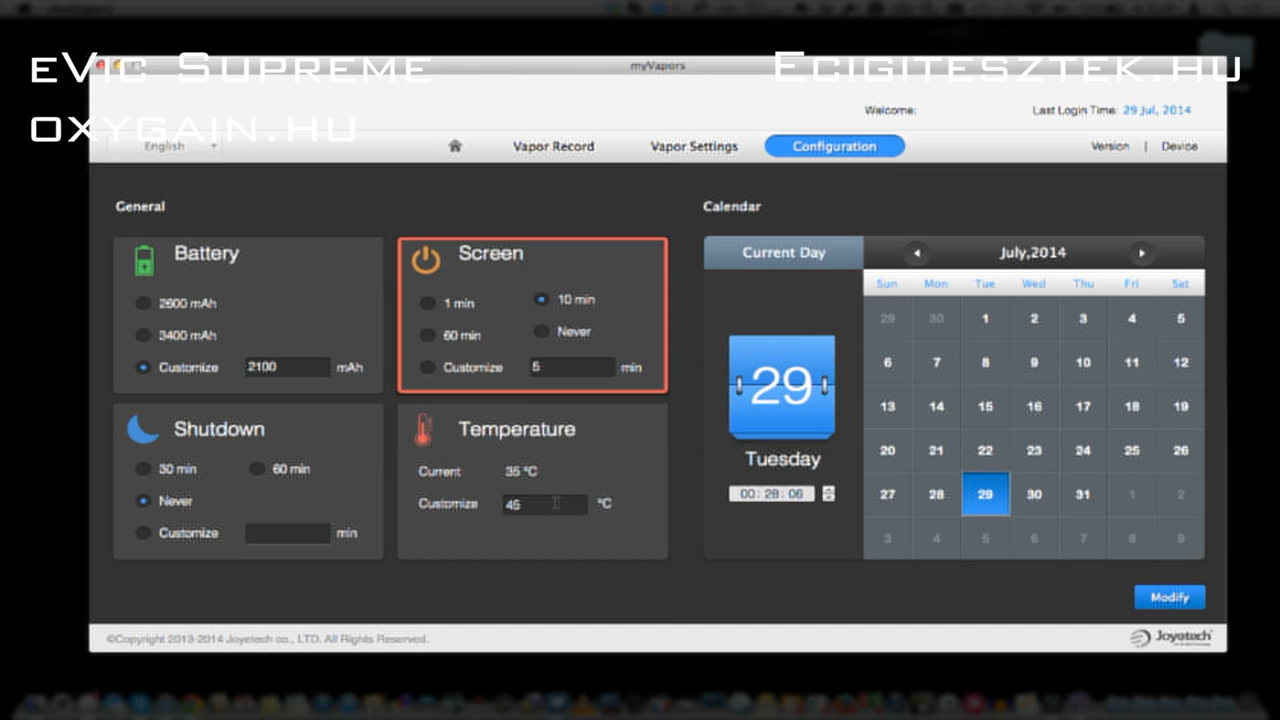 eVic Supreme
Ecigitesztek.hu
oxygain.hu
myVapors
Welcome:
Last Login Time: 29 Jul, 2014
English
Vapor Record
Vapor Settings
Configuration
Version | Device
General
Battery
2600 mAh
3400 mAh
Customize 2100 mAh
Screen
1 min
10 min
60 min
Never
Customize 5 min
Shutdown
30 min
60 min
Never
Customize min
Temperature
Current 35 °C
Customize 45 °C
Calendar
Current Day
July,2014
Sun Mon Tue Wed Thu Fri Sat
29 30 1 2 3 4 5
6 7 8 9 10 11 12
13 14 15 16 17 18 19
20 21 22 23 24 25 26
27 28 29 30 31 1 2
3 4 5 6 7 8 9
29
Tuesday
00:28:06
Modify
©Copyright 2013-2014 Joyetech co., LTD. All Rights Reserved.
Joyetech